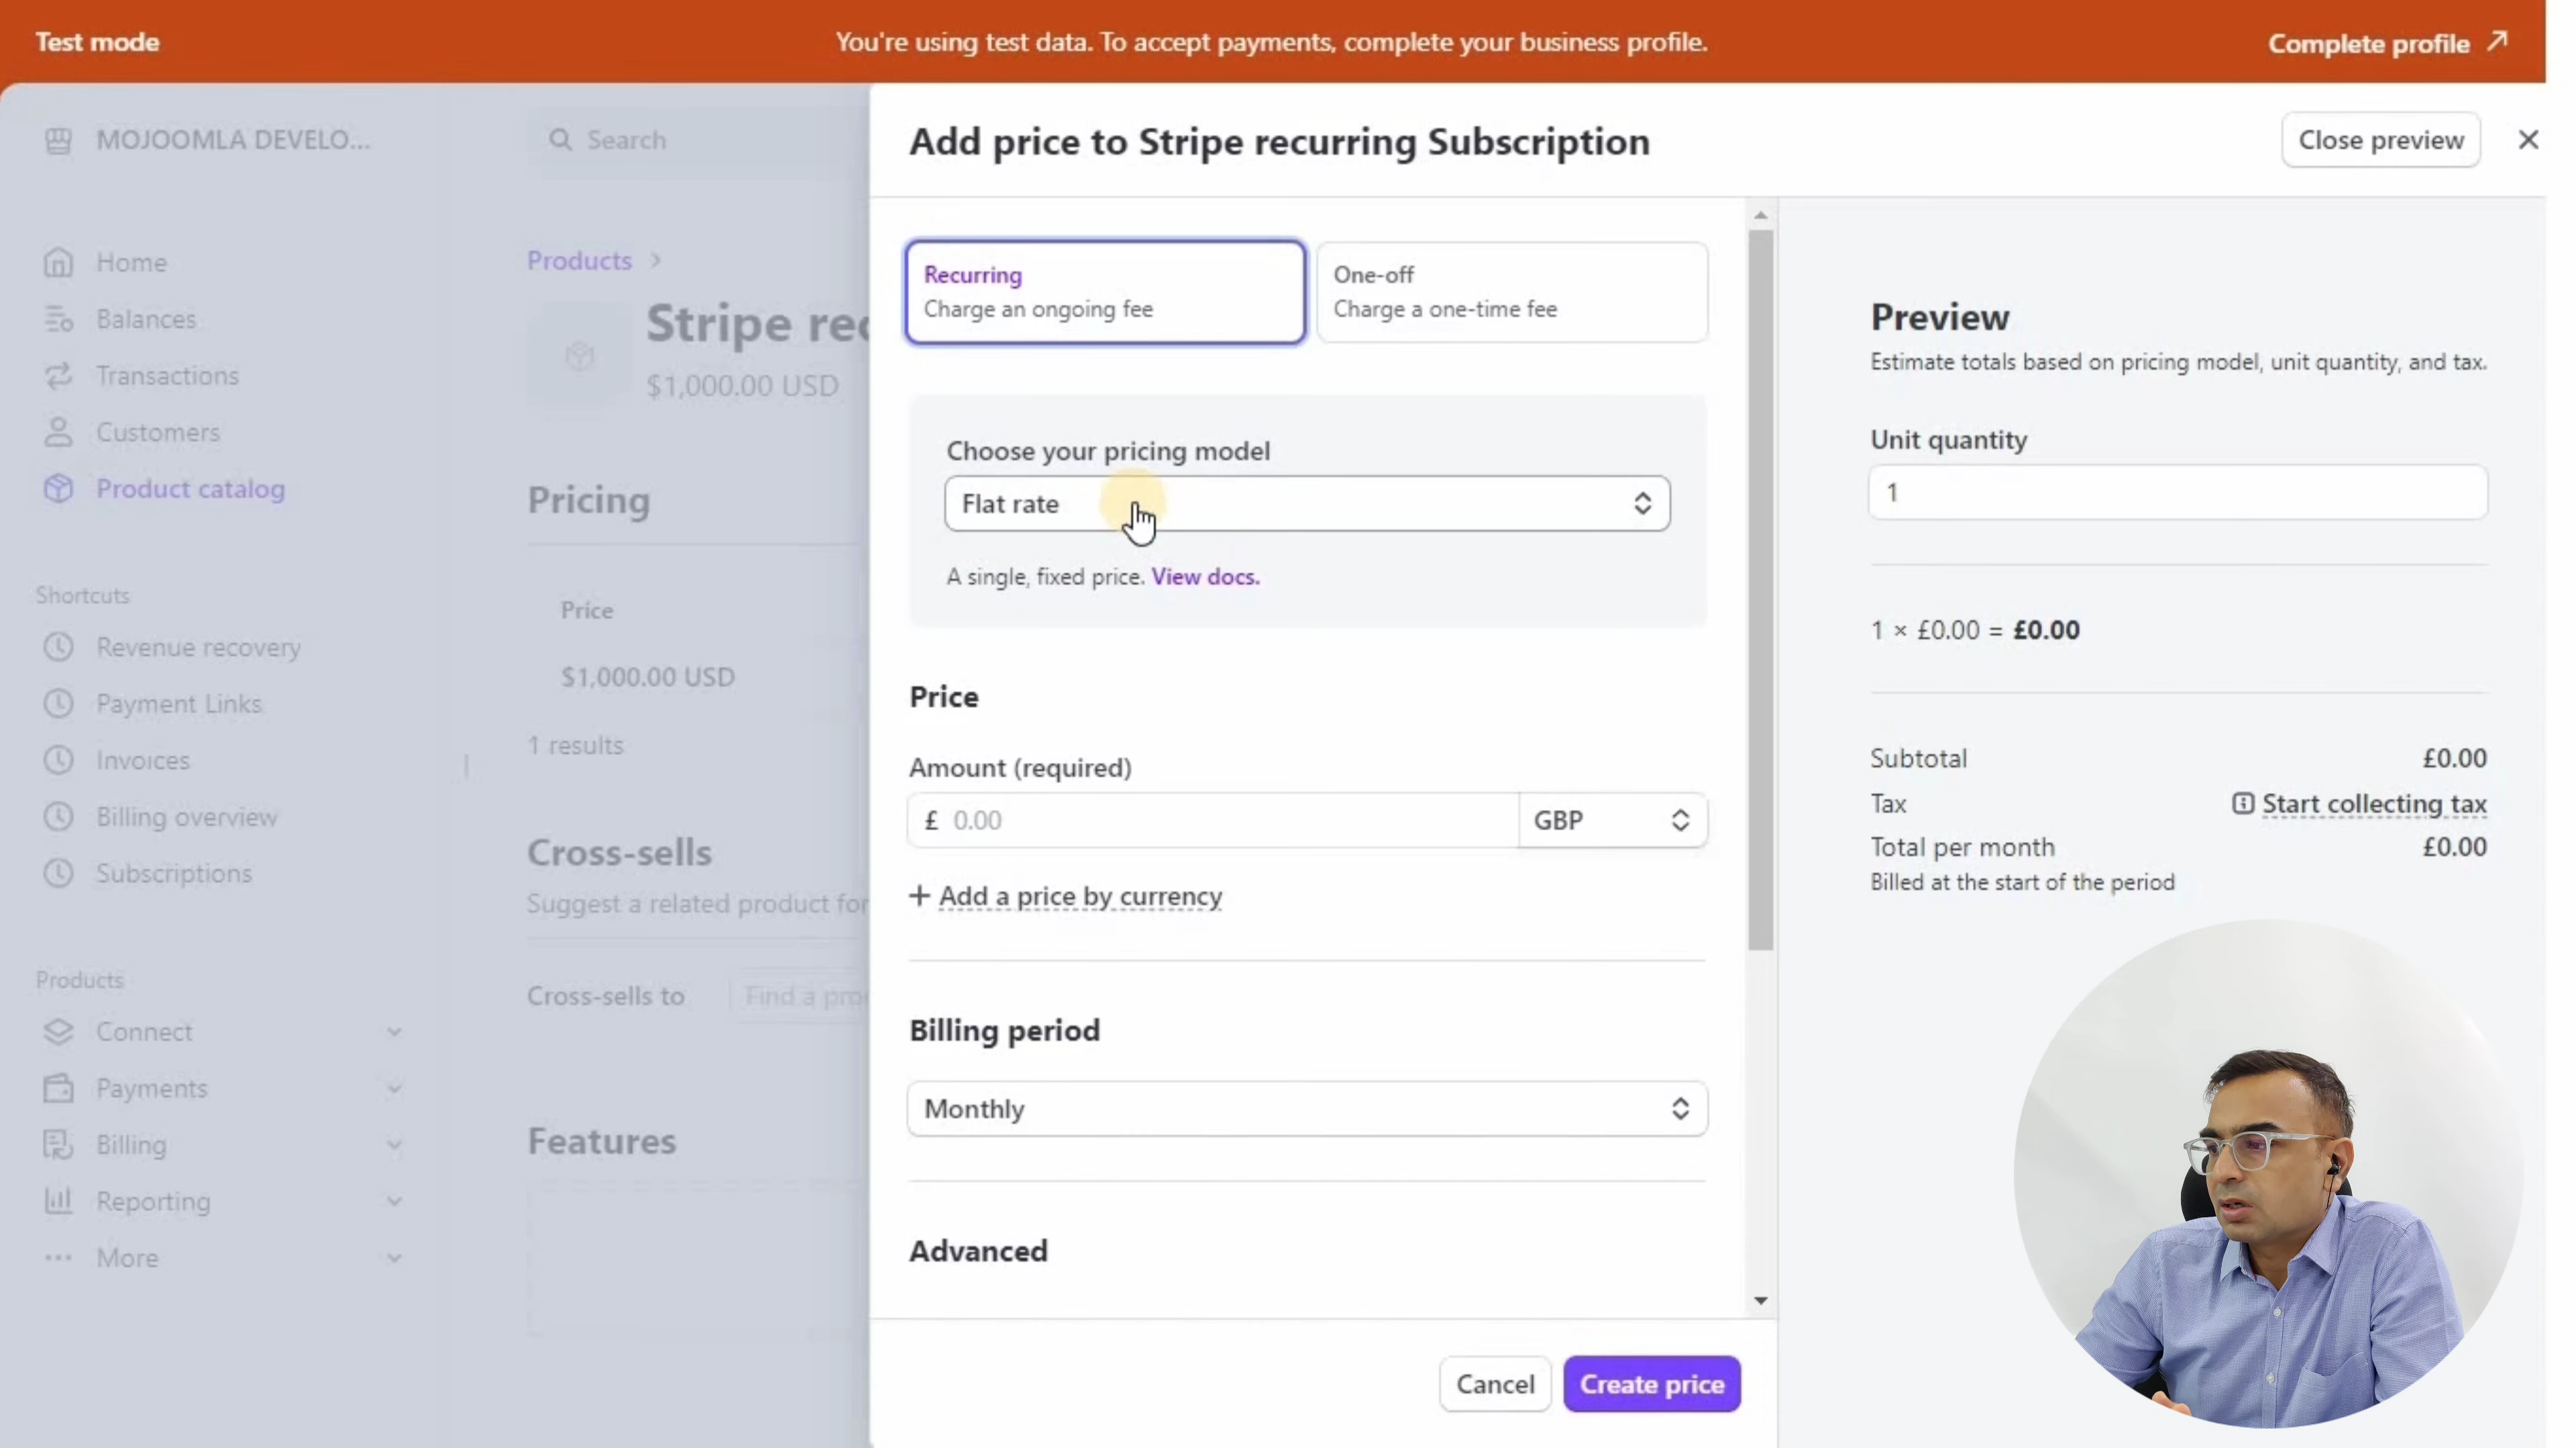 Test mode
You're using test data. To accept payments, complete your business profile.
Complete profile
MOJOOMLA DEVELO...
Home
Balances
Transactions
Customers
Product catalog
Shortcuts
Revenue recovery
Payment Links
Invoices
Billing overview
Subscriptions
Products
Connect
Payments
Billing
Reporting
More
Search
Products
Stripe rec
$1,000.00 USD
Pricing
Price
$1,000.00 USD
1 results
Cross-sells
Suggest a related product for
Cross-sells to
Find a pro
Features
Add price to Stripe recurring Subscription
Close preview
Recurring
Charge an ongoing fee
One-off
Charge a one-time fee
Choose your pricing model
Flat rate
A single, fixed price. View docs.
Price
Amount (required)
£ 0.00
GBP
+ Add a price by currency
Billing period
Monthly
Advanced
Cancel
Create price
Preview
Estimate totals based on pricing model, unit quantity, and tax.
Unit quantity
1
1 × £0.00 = £0.00
Subtotal £0.00
Tax Start collecting tax
Total per month £0.00
Billed at the start of the period